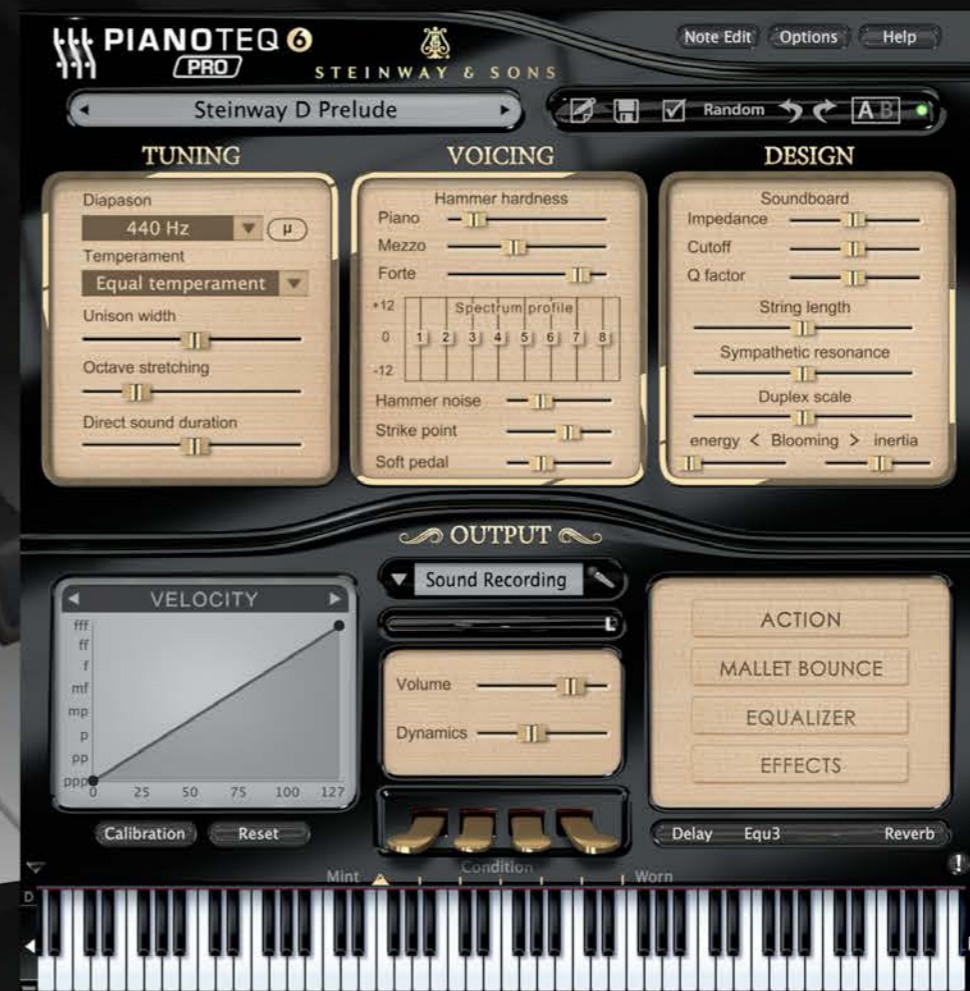 PIANOTEQ 6
PRO
STEINWAY & SONS
Note Edit Options Help
Steinway D Prelude
Random A B
TUNING
Diapason
440 Hz μ
Temperament
Equal temperament
Unison width
Octave stretching
Direct sound duration
VOICING
Hammer hardness
Piano
Mezzo
Forte
+12 Spectrum profile
0 1 2 3 4 5 6 7 8
-12
Hammer noise
Strike point
Soft pedal
DESIGN
Soundboard
Impedance
Cutoff
Q factor
String length
Sympathetic resonance
Duplex scale
energy < Blooming > inertia
OUTPUT
VELOCITY
fff
ff
f
mf
mp
p
pp
ppp
0 25 50 75 100 127
Calibration Reset
Sound Recording
L
Volume
Dynamics
ACTION
MALLET BOUNCE
EQUALIZER
EFFECTS
Delay Equ3 Reverb
!
Condition
Mint Worn
D